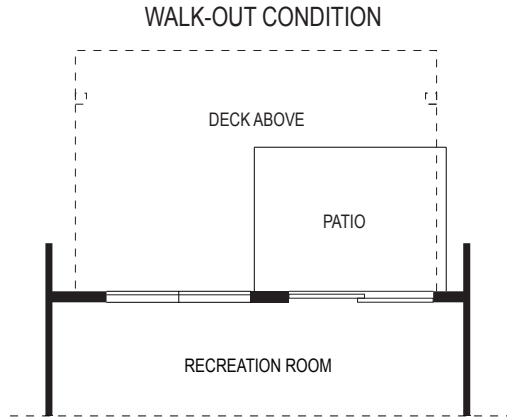 WALK-OUT CONDITION
DECK ABOVE
PATIO
RECREATION ROOM